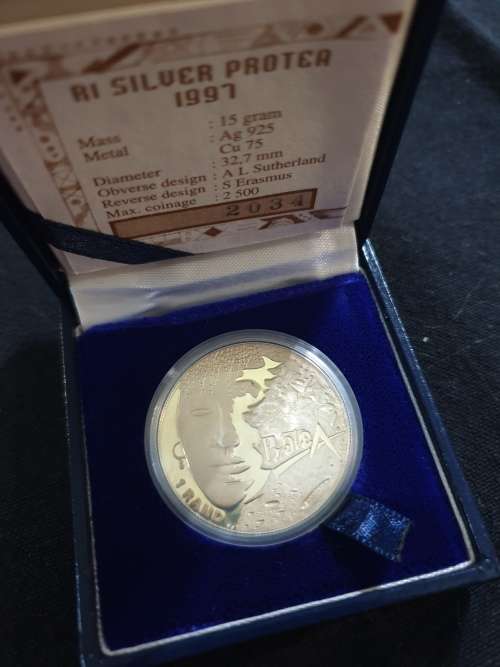 R1 SILVER PROTEA
1997
Mass : 15 gram
Metal : Ag 925
Cu 75
Diameter : 32,7 mm
Obverse design : A L Sutherland
Reverse design : S Erasmus
Max. coinage : 2 500
2034
1 RAND